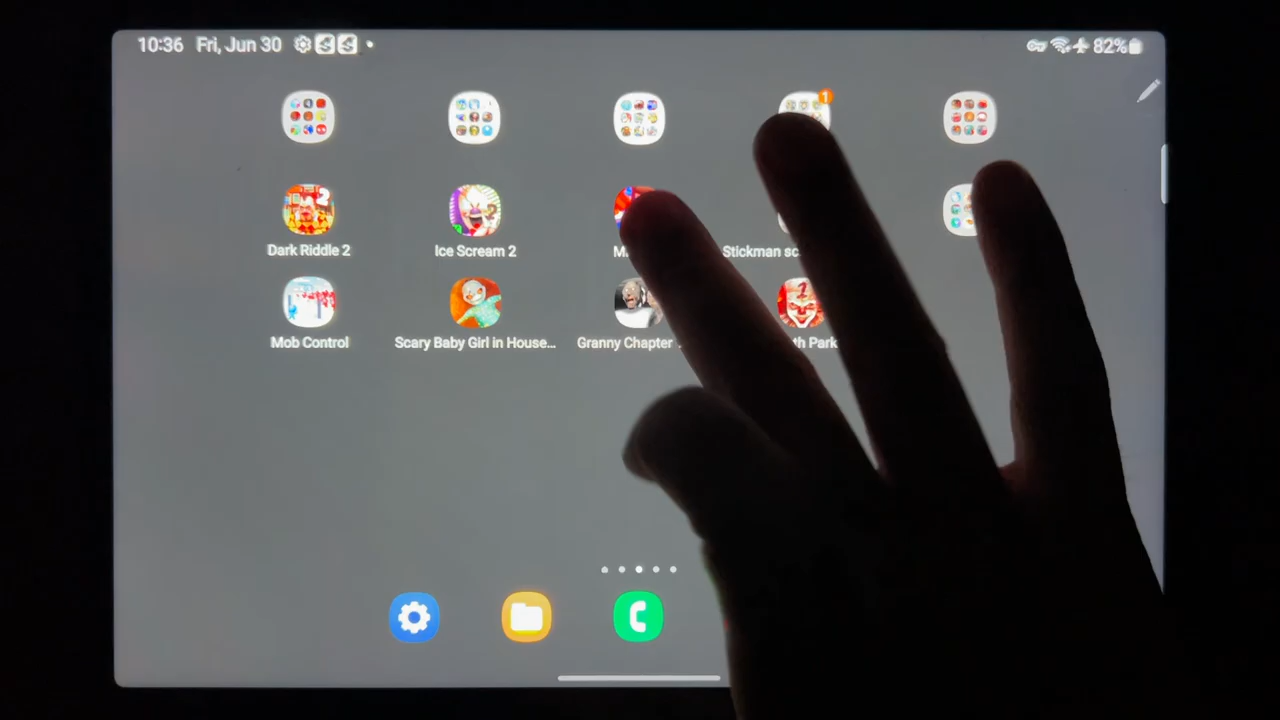 10:36 Fri, Jun 30
82%
1
Dark Riddle 2
Ice Scream 2
M
Stickman sc
Mob Control
Scary Baby Girl in House...
Granny Chapter
th Park